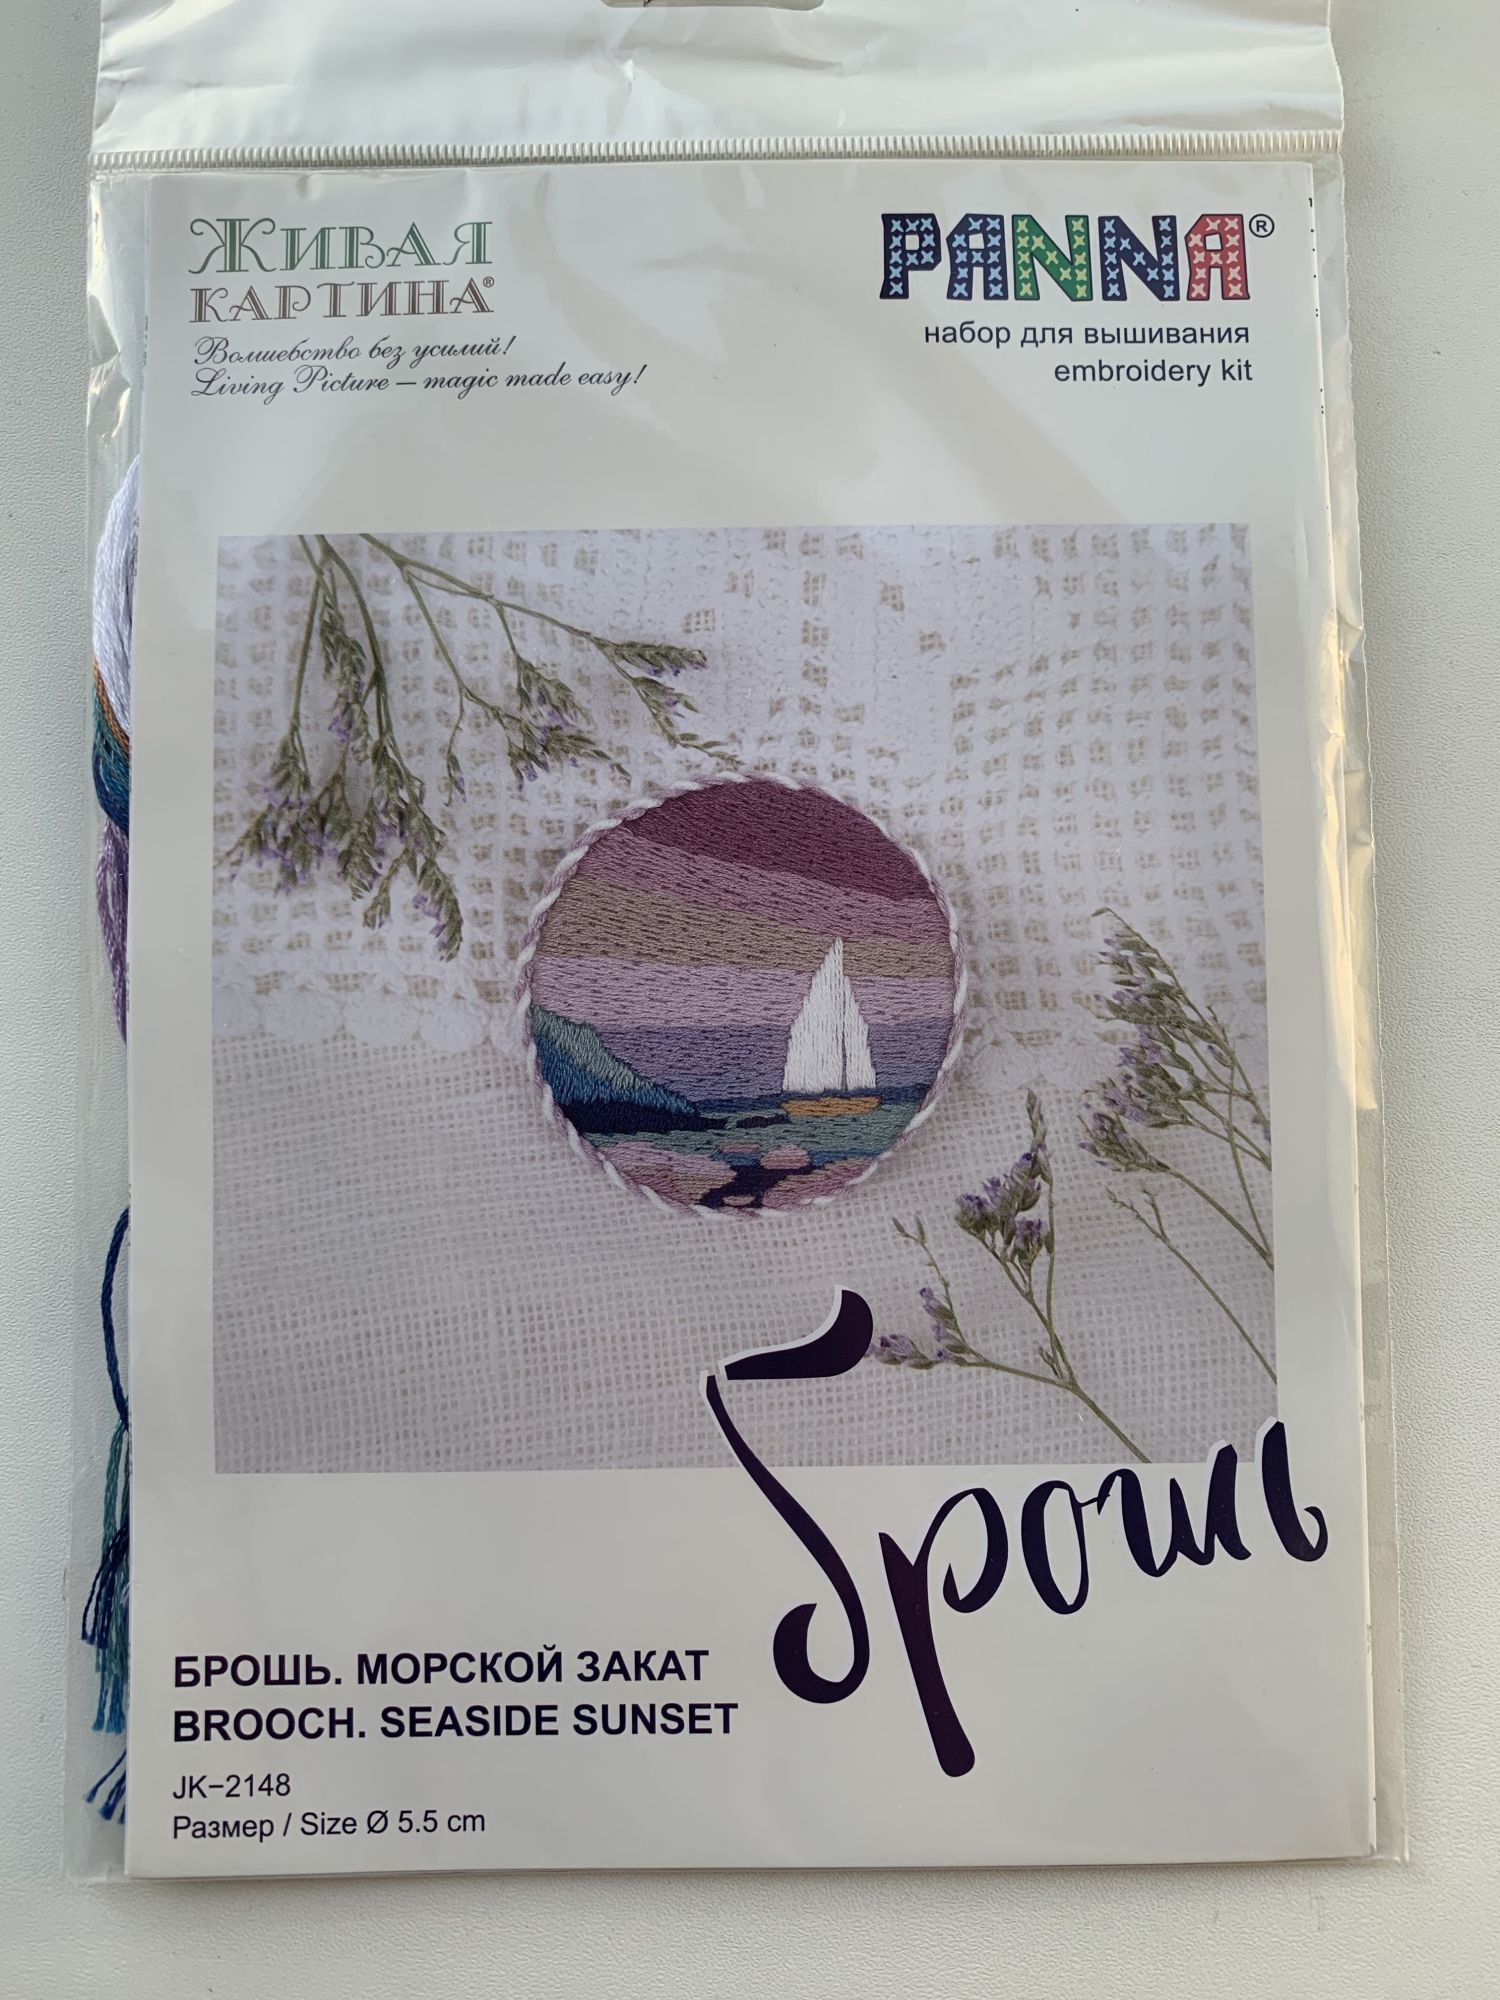 ЖИВАЯ
КАРТИНА®
Волшебство без усилий!
Living Picture – magic made easy!
PANNA®
набор для вышивания
embroidery kit
брошь
БРОШЬ. МОРСКОЙ ЗАКАТ
BROOCH. SEASIDE SUNSET
JK–2148
Размер / Size Ø 5.5 cm